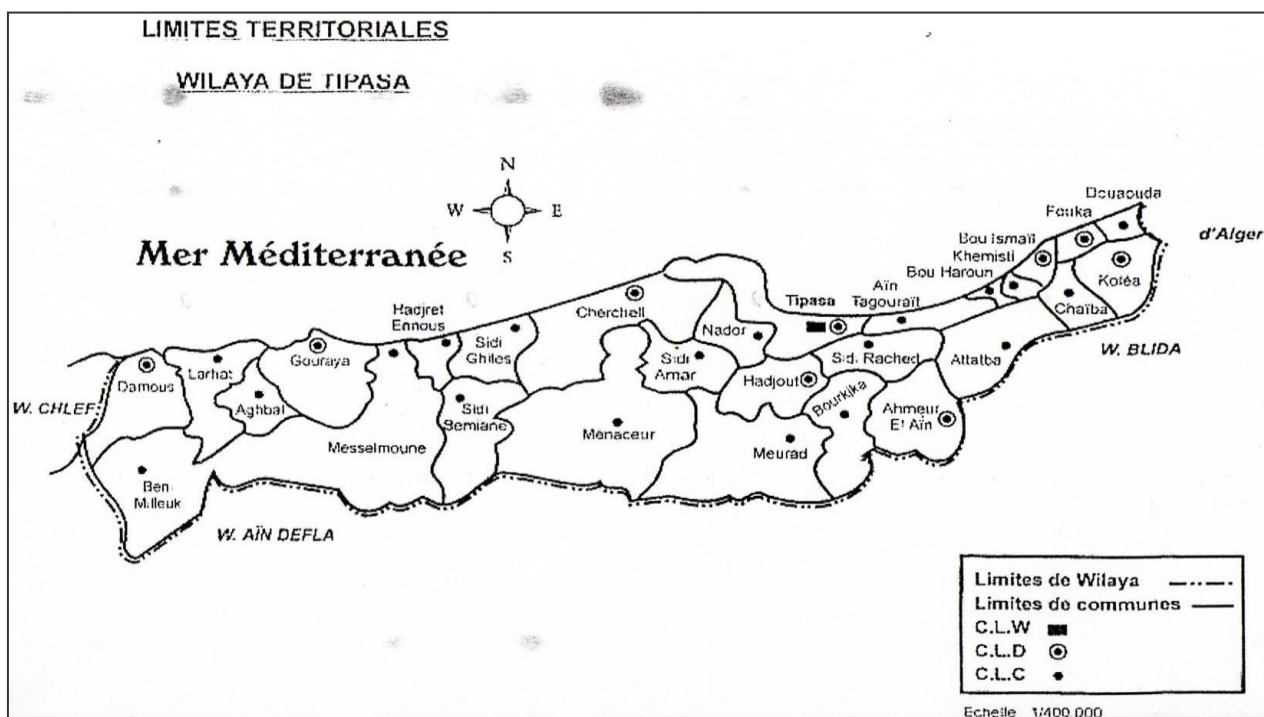 LIMITES TERRITORIALES
WILAYA DE TIPASA
N
W E
S
Mer Méditerranée
Douaouda
Fouka
d'Alger
Bou Ismaïl
Khemisti
Bou Haroun
Koléa
Chaïba
Aïn
Tagouraït
Tipasa
Cherchell
Hadjret
Ennous
Nador
Sidi
Ghiles
Sidi
Amar
Sid. Rached
Attatba
W. BLIDA
Gouraya
Larhat
Damous
Aghbal
Hadjout
Bourkika
Ahmeur
El Aïn
W. CHLEF
Sidi
Semiane
Menaceur
Meurad
Messelmoune
Ben
Milleuk
W. AÏN DEFLA
Limites de Wilaya
Limites de communes
C.L.W
C.L.D
C.L.C
Echelle 1/400 000